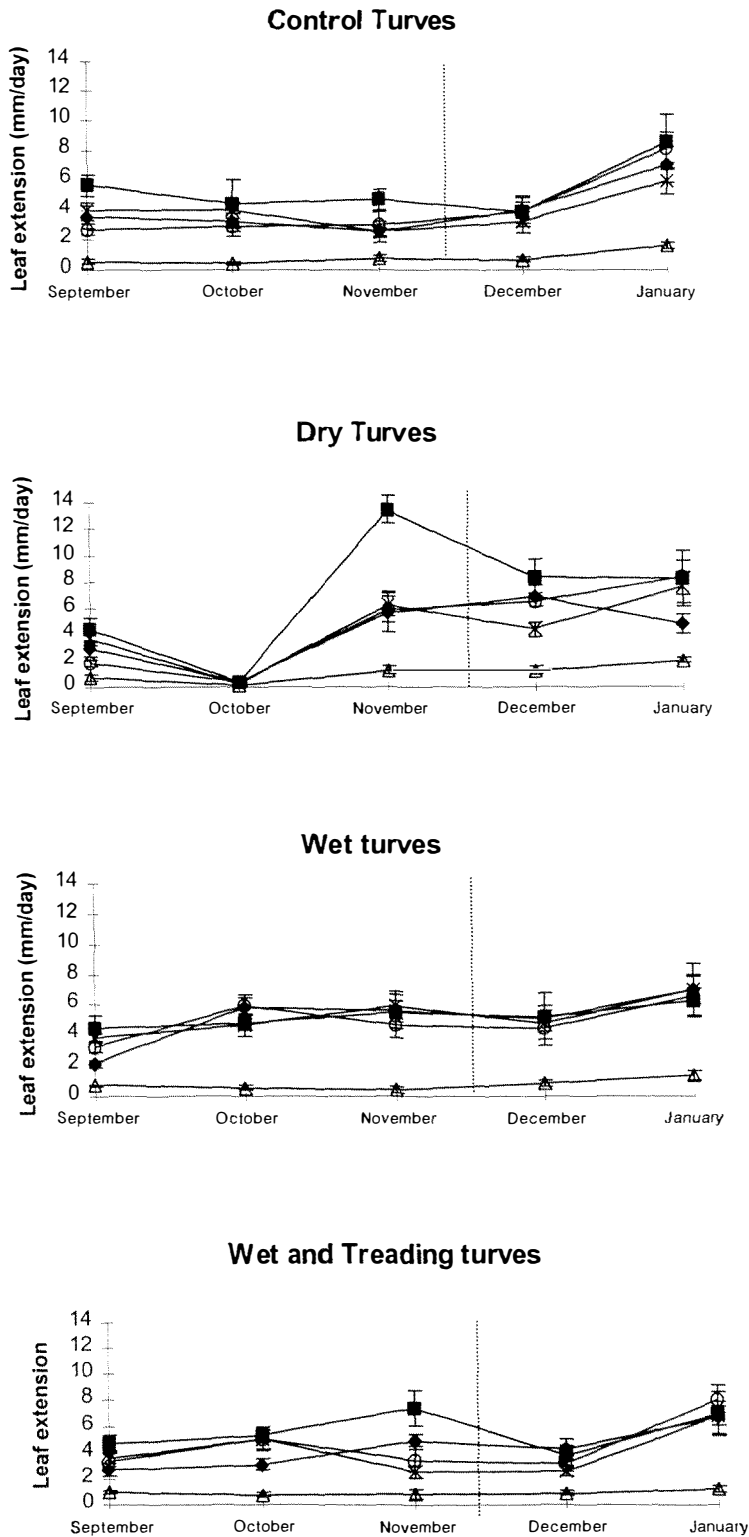 Control Turves
Leaf extension (mm/day)
14
12
10
8
6
4
2
0
September October November December January
Dry Turves
Leaf extension (mm/day)
14
12
10
8
6
4
2
0
September October November December January
Wet turves
Leaf extension (mm/day)
14
12
10
8
6
4
2
0
September October November December January
Wet and Treading turves
Leaf extension
14
12
10
8
6
4
2
0
September October November December January